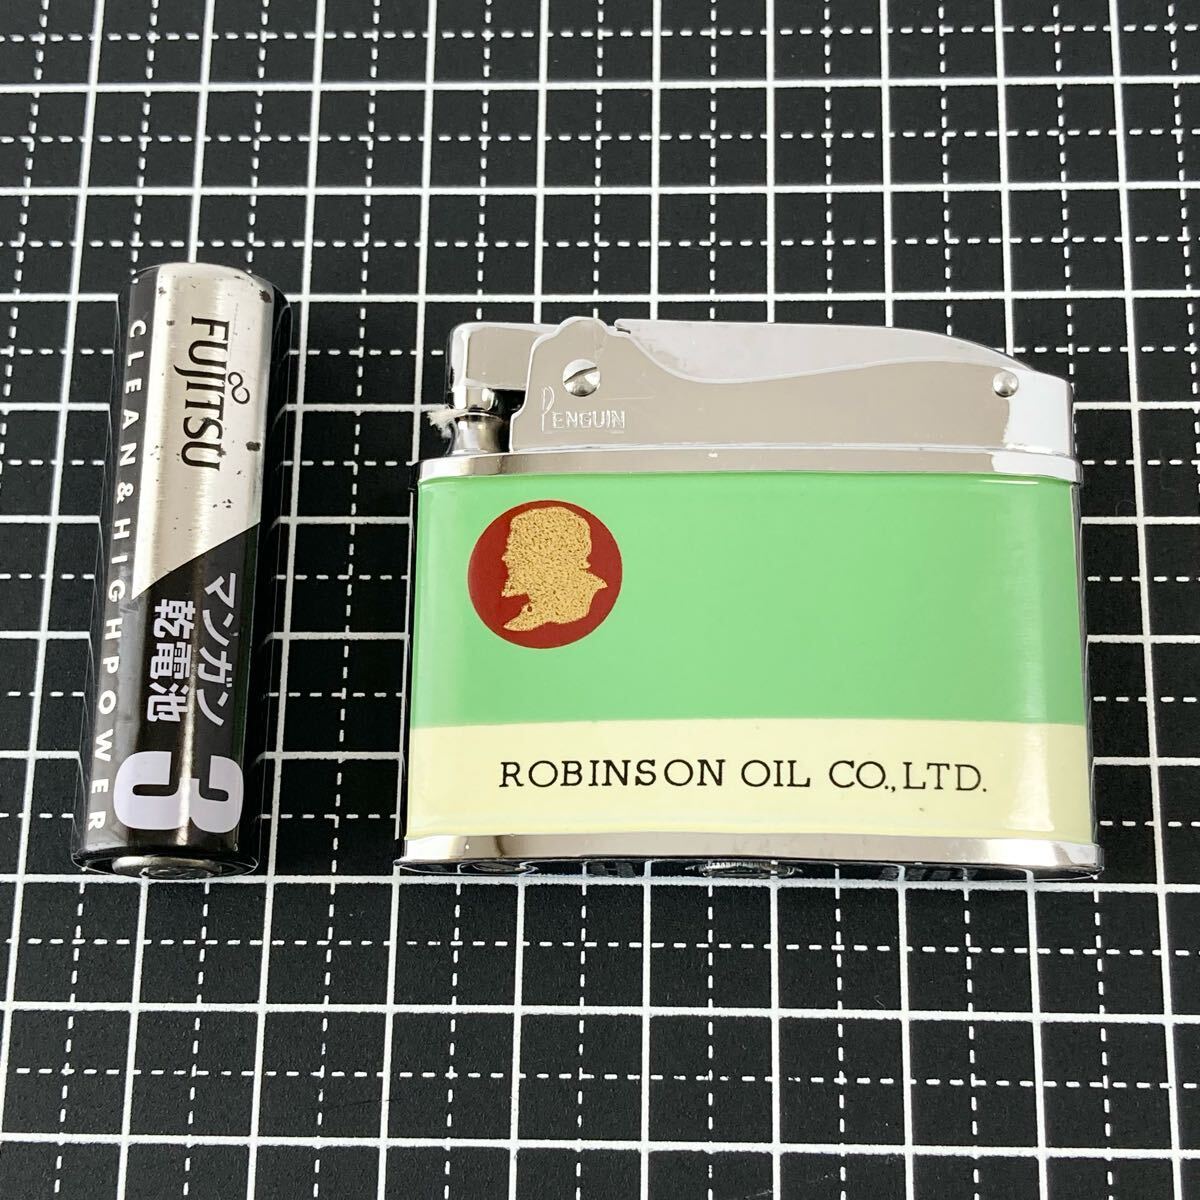 FUJITSU
CLEAN&HIGHPOWER
マンガン
乾電池
3
PENGUIN
ROBINSON OIL CO.,LTD.